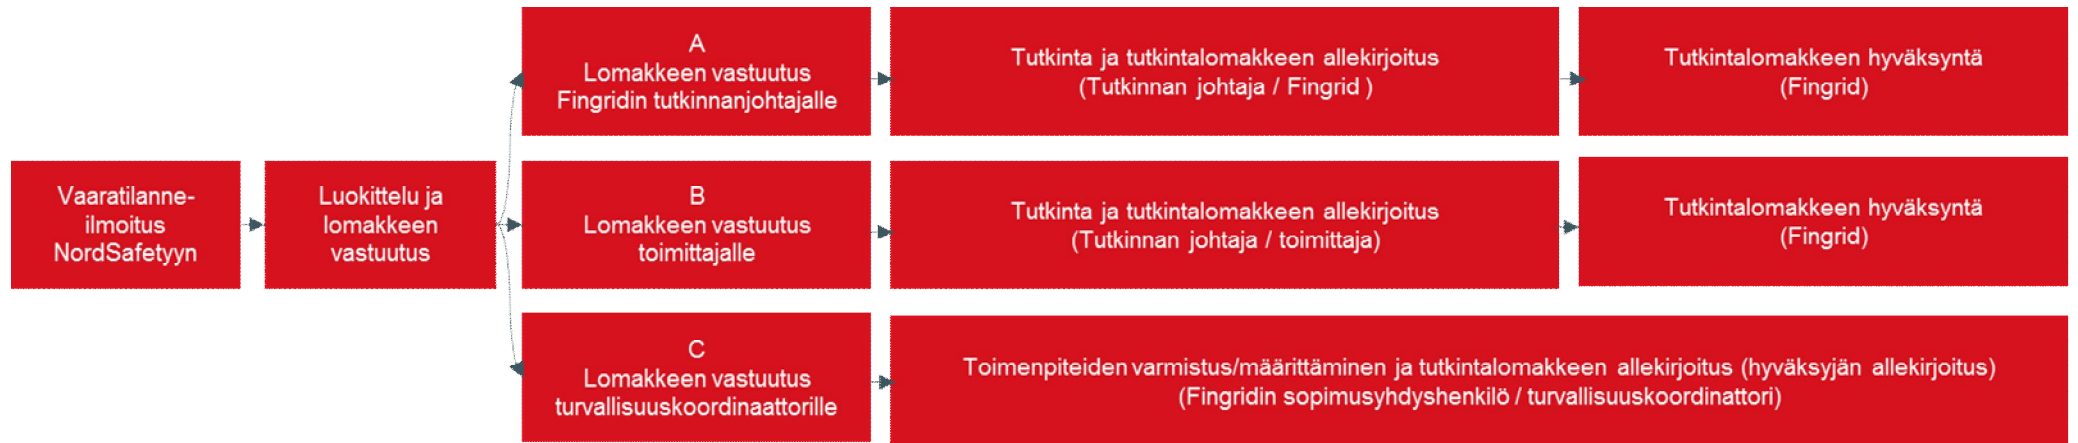 Vaaratilanne-
ilmoitus
NordSafetyyn
Luokittelu ja
lomakkeen
vastuutus
A
Lomakkeen vastuutus
Fingridin tutkinnanjohtajalle
Tutkinta ja tutkintalomakkeen allekirjoitus
(Tutkinnan johtaja / Fingrid )
Tutkintalomakkeen hyväksyntä
(Fingrid)
B
Lomakkeen vastuutus
toimittajalle
Tutkinta ja tutkintalomakkeen allekirjoitus
(Tutkinnan johtaja / toimittaja)
Tutkintalomakkeen hyväksyntä
(Fingrid)
C
Lomakkeen vastuutus
turvallisuuskoordinaattorille
Toimenpiteiden varmistus/määrittäminen ja tutkintalomakkeen allekirjoitus (hyväksyjän allekirjoitus)
(Fingridin sopimusyhdyshenkilö / turvallisuuskoordinattori)